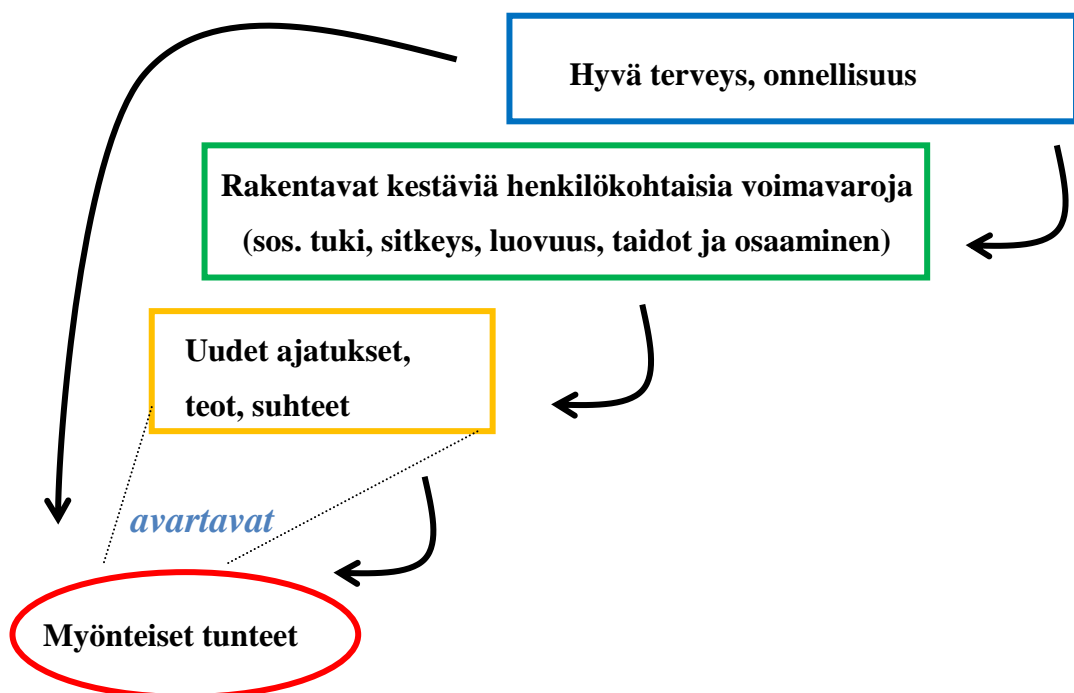 Hyvä terveys, onnellisuus
Rakentavat kestäviä henkilökohtaisia voimavaroja
(sos. tuki, sitkeys, luovuus, taidot ja osaaminen)
Uudet ajatukset,
teot, suhteet
avartavat
Myönteiset tunteet